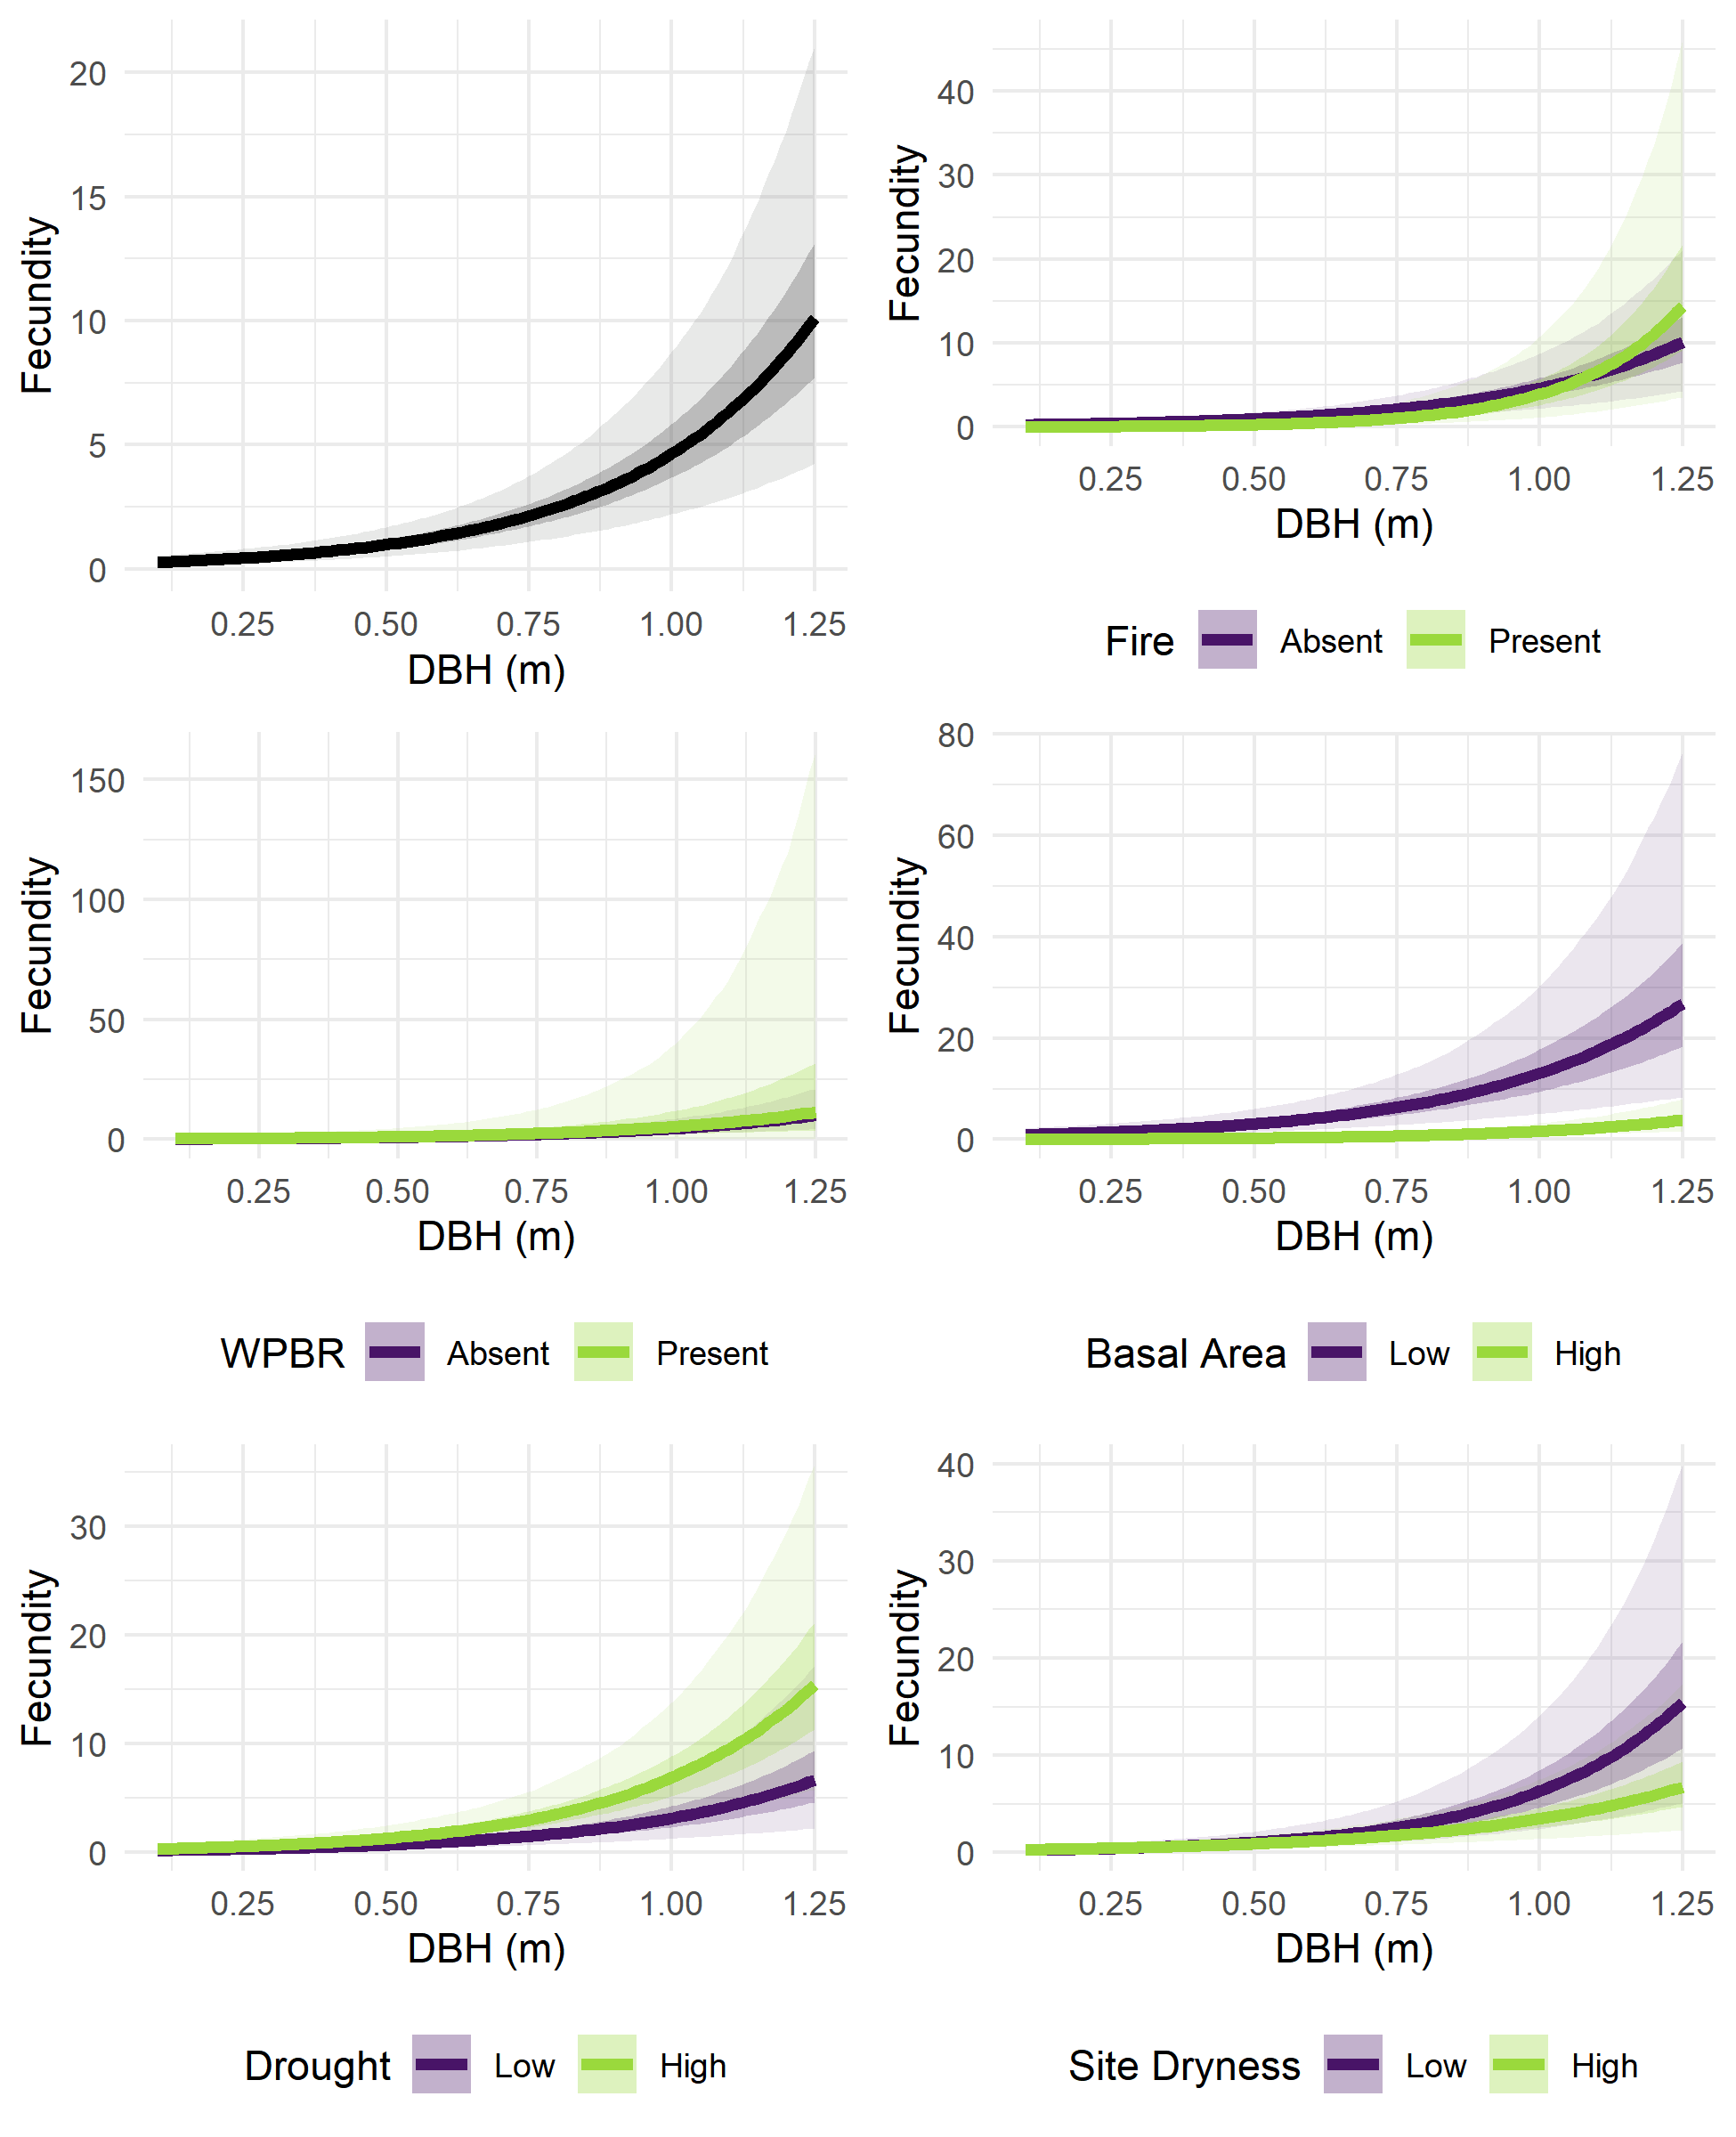 20
15
10
5
0
Fecundity
0.25 0.50 0.75 1.00 1.25
DBH (m)
40
30
20
10
0
Fecundity
0.25 0.50 0.75 1.00 1.25
DBH (m)
Fire Absent Present
150
100
50
0
Fecundity
0.25 0.50 0.75 1.00 1.25
DBH (m)
WPBR Absent Present
80
60
40
20
0
Fecundity
0.25 0.50 0.75 1.00 1.25
DBH (m)
Basal Area Low High
30
20
10
0
Fecundity
0.25 0.50 0.75 1.00 1.25
DBH (m)
Drought Low High
40
30
20
10
0
Fecundity
0.25 0.50 0.75 1.00 1.25
DBH (m)
Site Dryness Low High